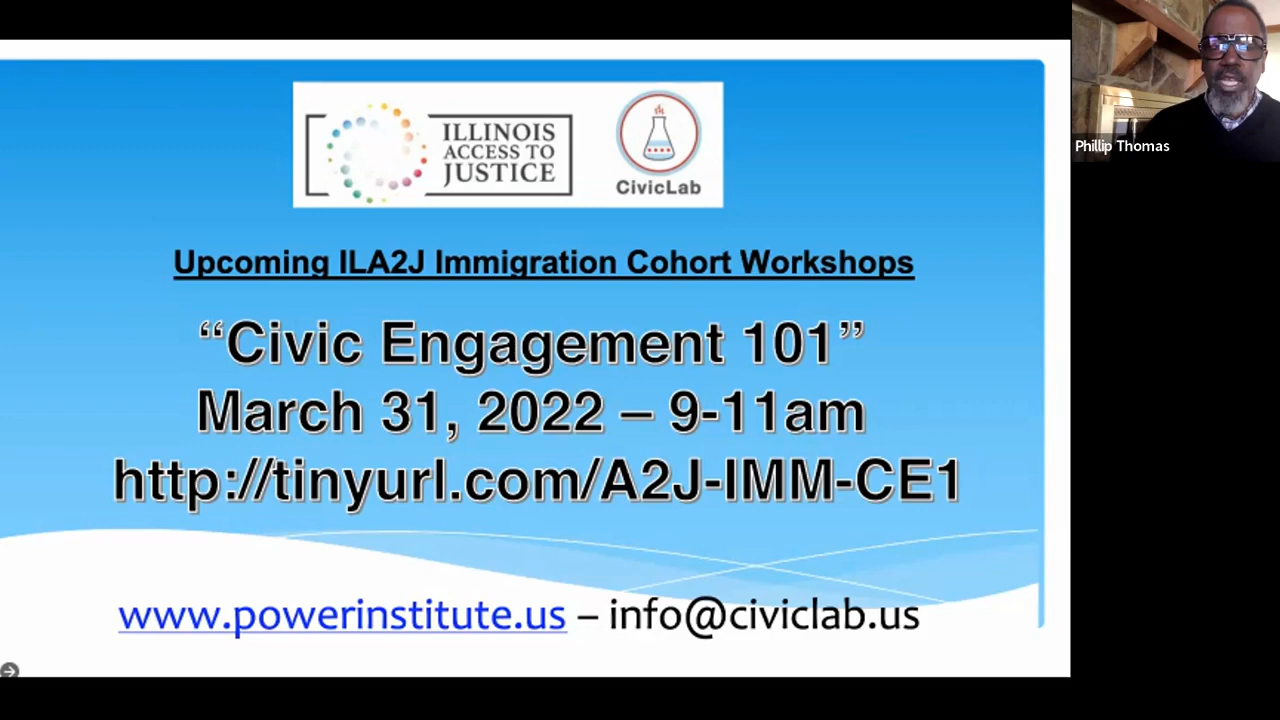 ILLINOIS
ACCESS TO
JUSTICE
CivicLab
Upcoming ILA2J Immigration Cohort Workshops
“Civic Engagement 101”
March 31, 2022 – 9-11am
http://tinyurl.com/A2J-IMM-CE1
www.powerinstitute.us – info@civiclab.us
Phillip Thomas